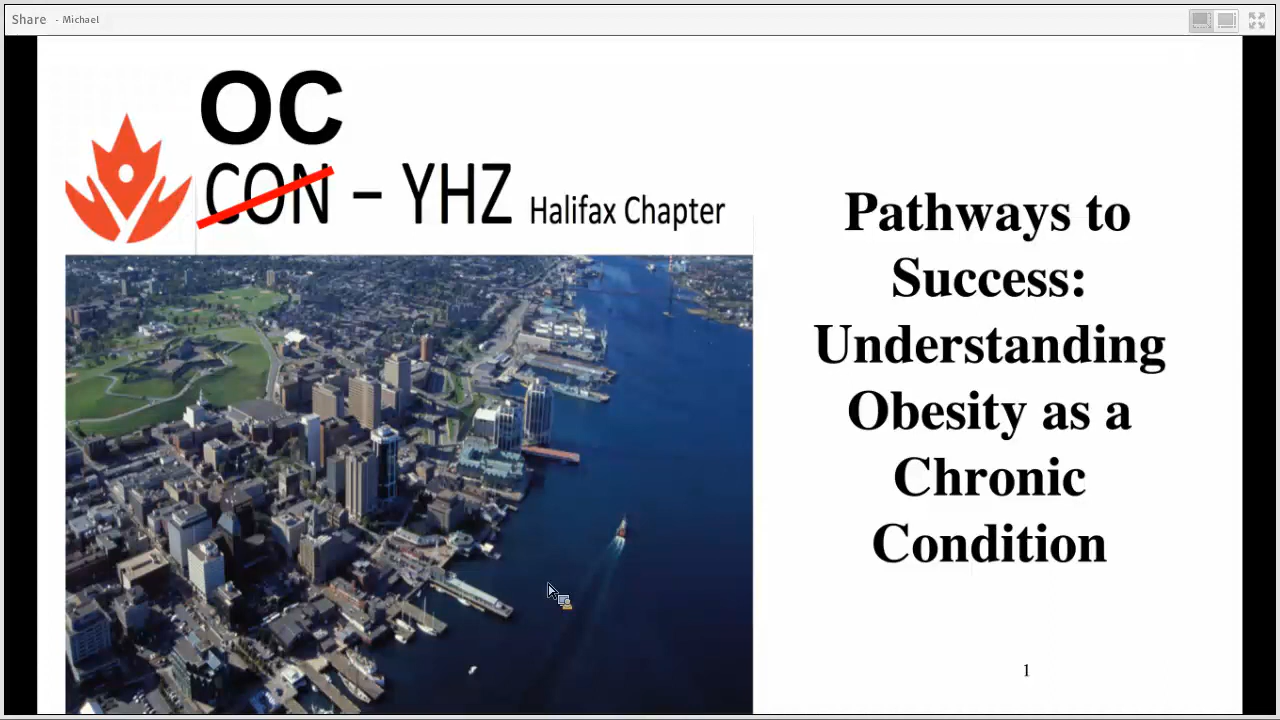 Share - Michael
OC
CON – YHZ Halifax Chapter
Pathways to
Success:
Understanding
Obesity as a
Chronic
Condition
1